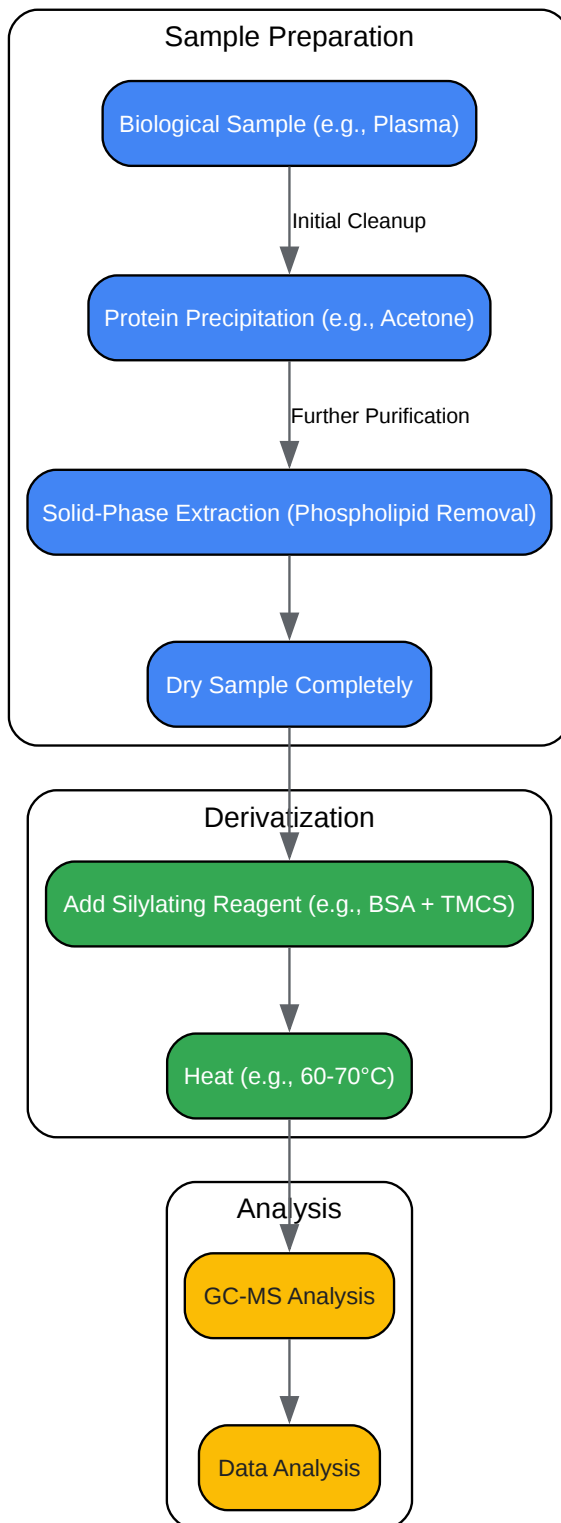 Sample Preparation
Biological Sample (e.g., Plasma)
Initial Cleanup
Protein Precipitation (e.g., Acetone)
Further Purification
Solid-Phase Extraction (Phospholipid Removal)
Dry Sample Completely
Derivatization
Add Silylating Reagent (e.g., BSA + TMCS)
Heat (e.g., 60-70°C)
Analysis
GC-MS Analysis
Data Analysis